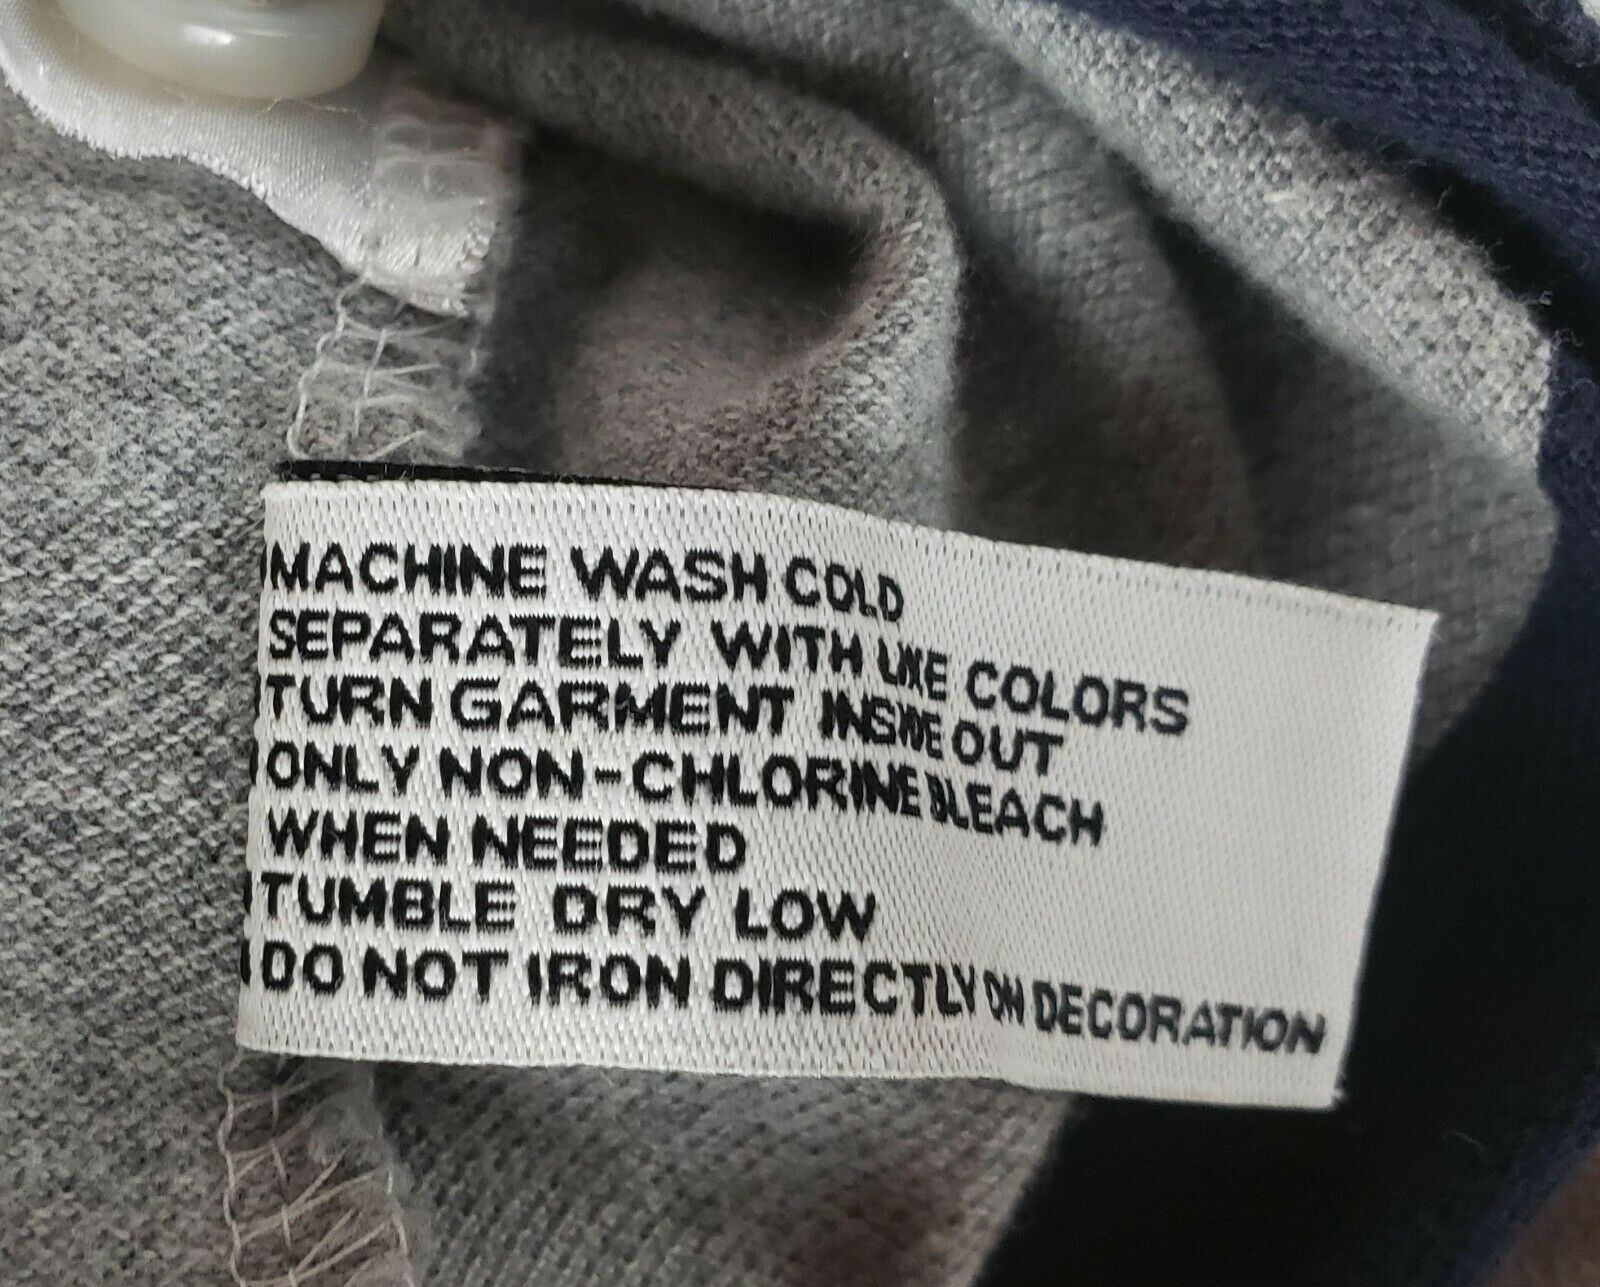 MACHINE WASH COLD
SEPARATELY WITH LIKE COLORS
TURN GARMENT INSIDE OUT
ONLY NON-CHLORINE BLEACH
WHEN NEEDED
TUMBLE DRY LOW
DO NOT IRON DIRECTLY ON DECORATION